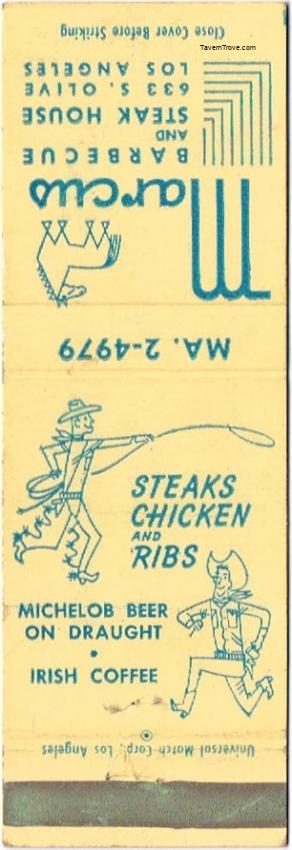 Close Cover Before Striking
TavernTrove.com
Marcus
BARBECUE
AND
STEAK HOUSE
633 S. OLIVE
LOS ANGELES
MA. 2-4979
STEAKS
CHICKEN
AND
RIBS
MICHELOB BEER
ON DRAUGHT
•
IRISH COFFEE
Universal Match Corp., Los Angeles